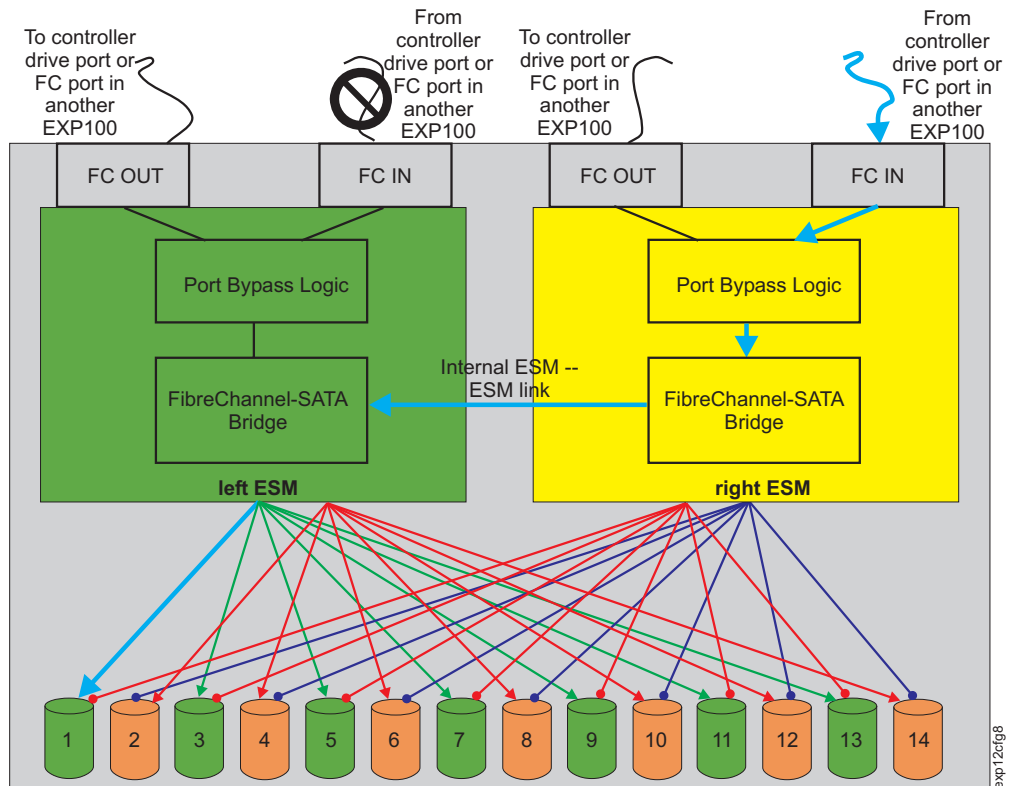 To controller
drive port or
FC port in
another
EXP100
From
controller
drive port or
FC port in
another
EXP100
To controller
drive port or
FC port in
another
EXP100
From
controller
drive port or
FC port in
another
EXP100
FC OUT
FC IN
FC OUT
FC IN
Port Bypass Logic
Port Bypass Logic
Internal ESM --
ESM link
FibreChannel-SATA
Bridge
FibreChannel-SATA
Bridge
left ESM
right ESM
1
2
3
4
5
6
7
8
9
10
11
12
13
14
exp12cfg8